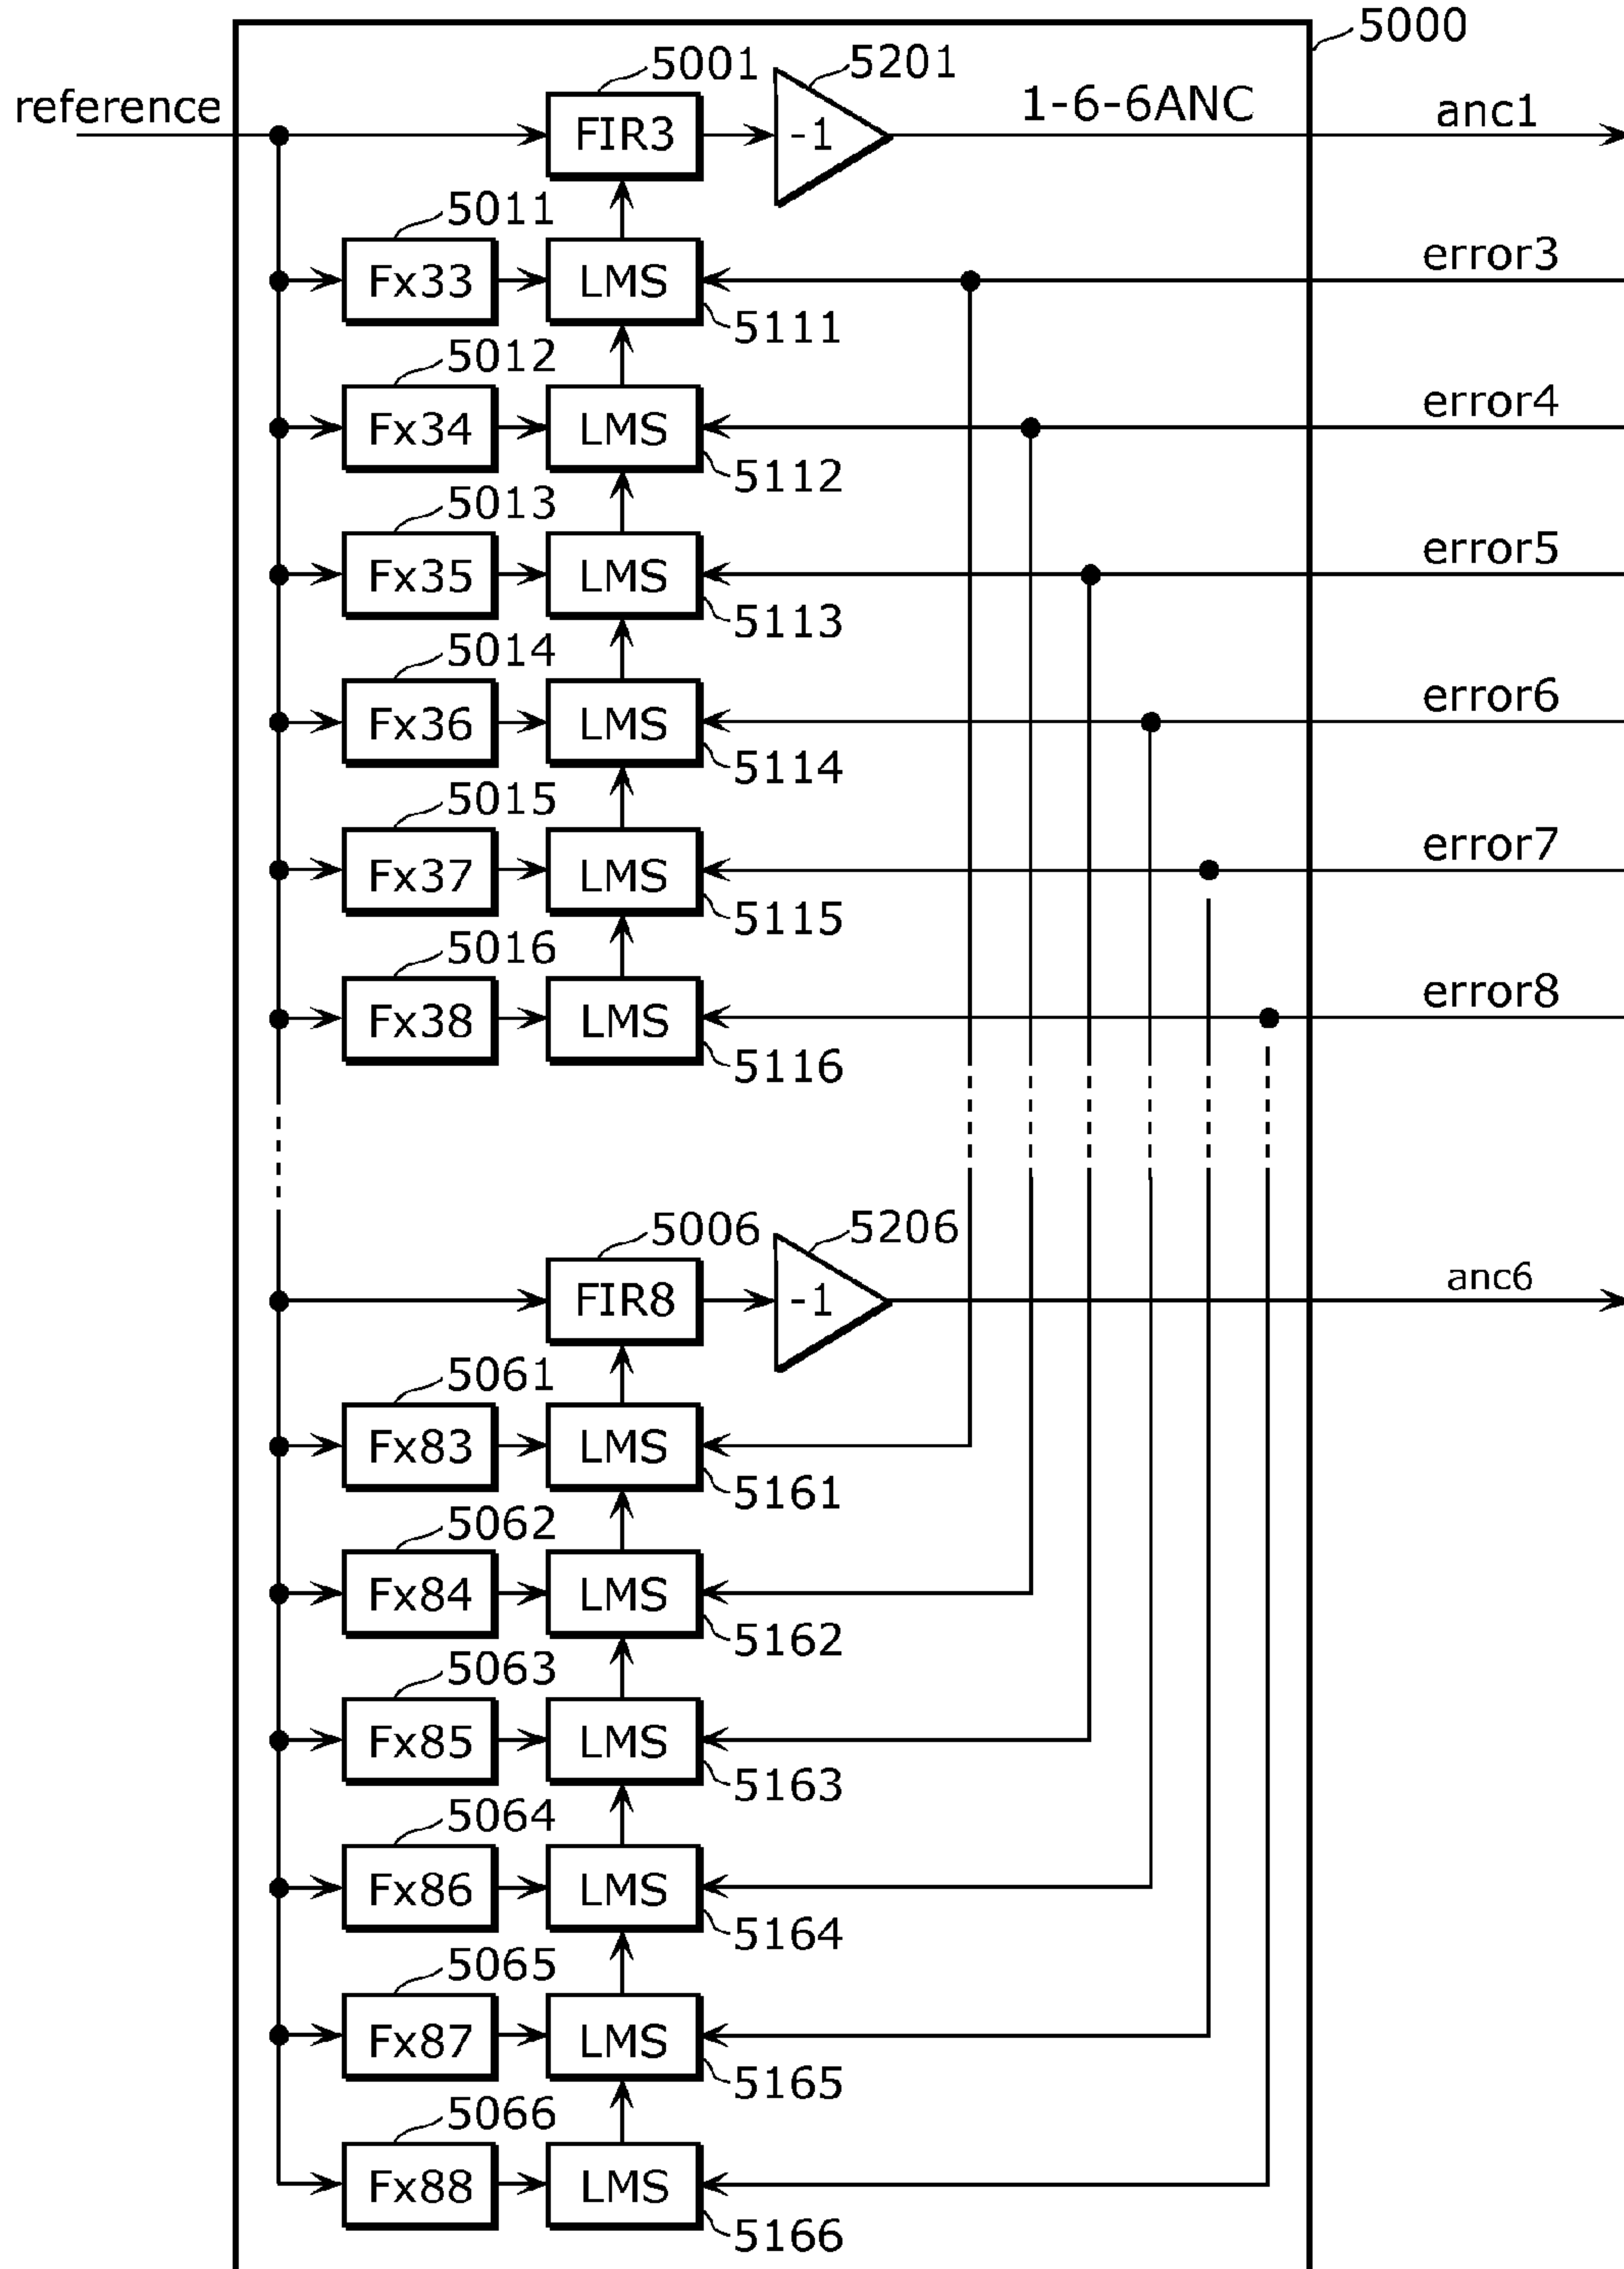 5000
5001
5201
reference
FIR3
-1
1-6-6ANC
anc1
5011
Fx33
LMS
error3
5111
5012
Fx34
LMS
error4
5112
5013
Fx35
LMS
error5
5113
5014
Fx36
LMS
error6
5114
5015
Fx37
LMS
error7
5115
5016
Fx38
LMS
error8
5116
5006
5206
FIR8
-1
anc6
5061
Fx83
LMS
5161
5062
Fx84
LMS
5162
5063
Fx85
LMS
5163
5064
Fx86
LMS
5164
5065
Fx87
LMS
5165
5066
Fx88
LMS
5166